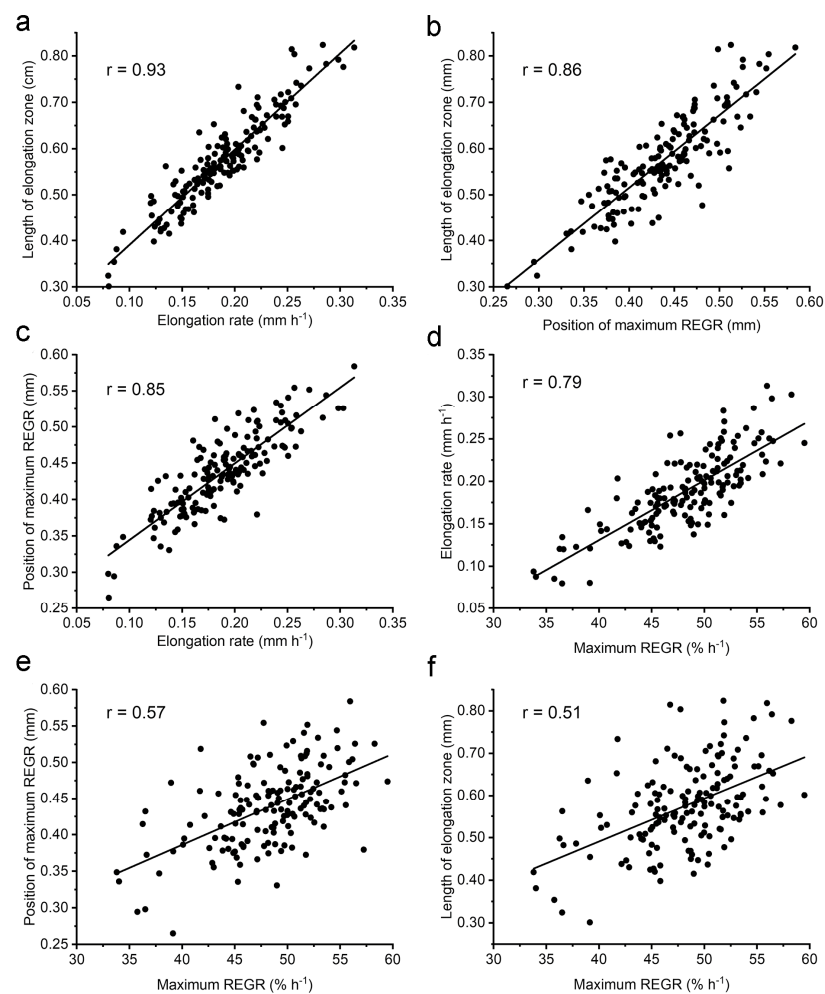 a
r = 0.93
Length of elongation zone (cm)
0.80
0.70
0.60
0.50
0.40
0.30
0.05 0.10 0.15 0.20 0.25 0.30 0.35
Elongation rate (mm h⁻¹)
b
r = 0.86
Length of elongation zone (mm)
0.80
0.70
0.60
0.50
0.40
0.30
0.25 0.30 0.35 0.40 0.45 0.50 0.55 0.60
Position of maximum REGR (mm)
c
r = 0.85
Position of maximum REGR (mm)
0.60
0.55
0.50
0.45
0.40
0.35
0.30
0.25
0.05 0.10 0.15 0.20 0.25 0.30 0.35
Elongation rate (mm h⁻¹)
d
r = 0.79
Elongation rate (mm h⁻¹)
0.35
0.30
0.25
0.20
0.15
0.10
0.05
30 35 40 45 50 55 60
Maximum REGR (% h⁻¹)
e
r = 0.57
Position of maximum REGR (mm)
0.60
0.55
0.50
0.45
0.40
0.35
0.30
0.25
30 35 40 45 50 55 60
Maximum REGR (% h⁻¹)
f
r = 0.51
Length of elongation zone (mm)
0.80
0.70
0.60
0.50
0.40
0.30
30 35 40 45 50 55 60
Maximum REGR (% h⁻¹)